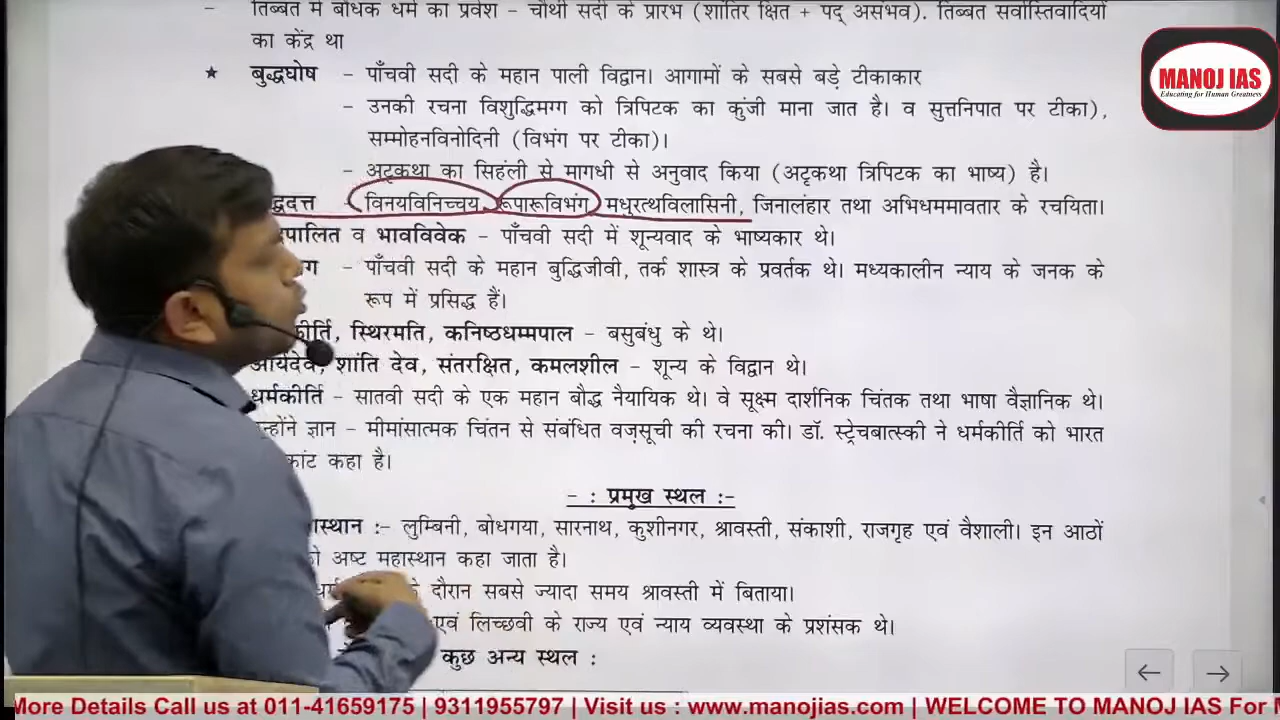 - तिब्बत में बौधक धर्म का प्रवेश - चौथी सदी के प्रारंभ (शांतिर क्षित + पद् असंभव). तिब्बत सर्वास्तिवादियों
का केंद्र था
★ बुद्धघोष - पाँचवी सदी के महान पाली विद्वान। आगामों के सबसे बड़े टीकाकार
- उनकी रचना विशुद्धिमग्ग को त्रिपिटक का कुंजी माना जात है। व सुत्तनिपात पर टीका),
सम्मोहनविनोदिनी (विभंग पर टीका)।
- अटृकथा का सिहंली से मागधी से अनुवाद किया (अटृकथा त्रिपिटक का भाष्य) है।
द्धदत्त विनयविनिच्चय रूपारूविभंग मधुरत्थविलासिनी, जिनालंहार तथा अभिधममावतार के रचयिता।
पालित व भावविवेक - पाँचवी सदी में शून्यवाद के भाष्यकार थे।
ग - पाँचवी सदी के महान बुद्धिजीवी, तर्क शास्त्र के प्रवर्तक थे। मध्यकालीन न्याय के जनक के
रूप में प्रसिद्ध हैं।
कीर्ति, स्थिरमति, कनिष्ठधम्मपाल - बसुबंधु के थे।
आर्यदेव, शांति देव, संतरक्षित, कमलशील - शून्य के विद्वान थे।
धर्मकीर्ति - सातवी सदी के एक महान बौद्ध नैयायिक थे। वे सूक्ष्म दार्शनिक चिंतक तथा भाषा वैज्ञानिक थे।
न्होंने ज्ञान - मीमांसात्मक चिंतन से संबंधित वज़्रसूची की रचना की। डॉ. स्ट्रेचबात्स्की ने धर्मकीर्ति को भारत
कांट कहा है।
- : प्रमुख स्थल :-
ास्थान :- लुम्बिनी, बोधगया, सारनाथ, कुशीनगर, श्रावस्ती, संकाशी, राजगृह एवं वैशाली। इन आठों
ो अष्ट महास्थान कहा जाता है।
धर्म के दौरान सबसे ज्यादा समय श्रावस्ती में बिताया।
एवं लिच्छवी के राज्य एवं न्याय व्यवस्था के प्रशंसक थे।
कुछ अन्य स्थल :
MANOJ IAS
Educating for Human Greatness
More Details Call us at 011-41659175 | 9311955797 | Visit us : www.manojias.com | WELCOME TO MANOJ IAS For